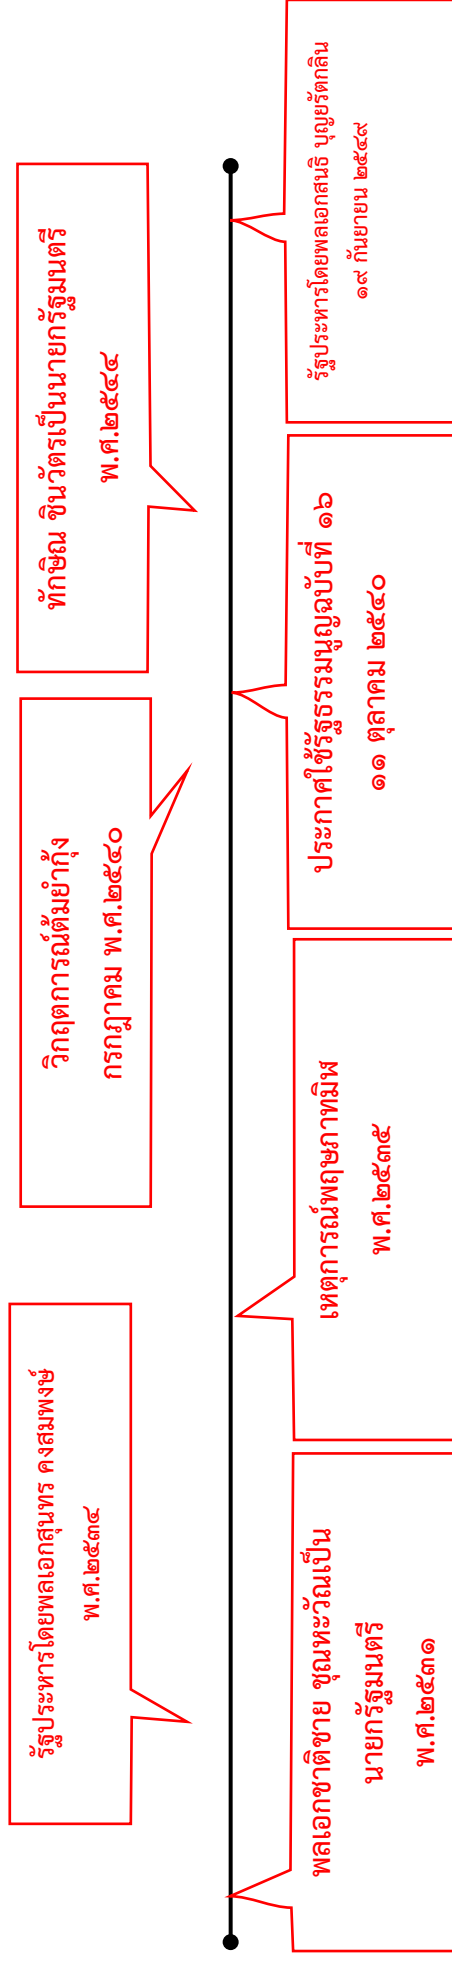 รัฐประหารโดยพลเอกสุนทร คงสมพงษ์
พ.ศ.๒๕๓๔
วิกฤตการณ์ต้มยำกุ้ง
กรกฎาคม พ.ศ.๒๕๔๐
ทักษิณ ชินวัตรเป็นนายกรัฐมนตรี
พ.ศ.๒๕๔๔
พลเอกชาติชาย ชุณหะวัณเป็น
นายกรัฐมนตรี
พ.ศ.๒๕๓๑
เหตุการณ์พฤษภาทมิฬ
พ.ศ.๒๕๓๕
ประกาศใช้รัฐธรรมนูญฉบับที่ ๑๖
๑๑ ตุลาคม ๒๕๔๐
รัฐประหารโดยพลเอกสนธิ บุญยรัตกลิน
๑๙ กันยายน ๒๕๔๙